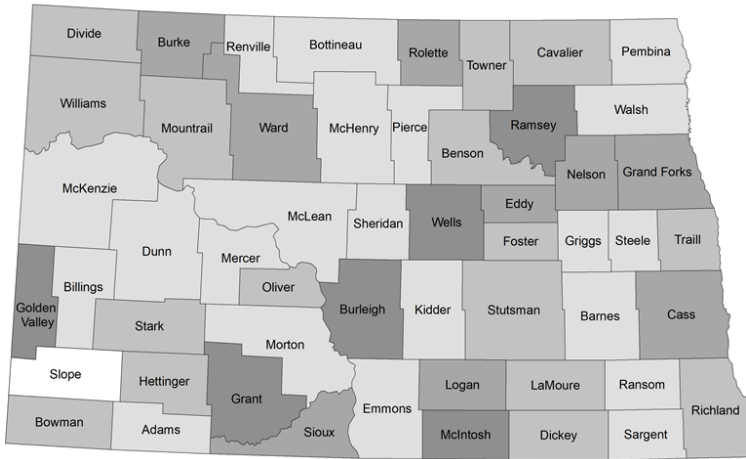 Divide
Burke
Renville
Bottineau
Rolette
Towner
Cavalier
Pembina
Williams
Mountrail
Ward
McHenry
Pierce
Benson
Ramsey
Walsh
McKenzie
McLean
Sheridan
Wells
Eddy
Nelson
Grand Forks
Dunn
Mercer
Oliver
Foster
Griggs
Steele
Traill
Golden
Valley
Billings
Stark
Morton
Burleigh
Kidder
Stutsman
Barnes
Cass
Slope
Hettinger
Grant
Emmons
Logan
LaMoure
Ransom
Richland
Bowman
Adams
Sioux
McIntosh
Dickey
Sargent